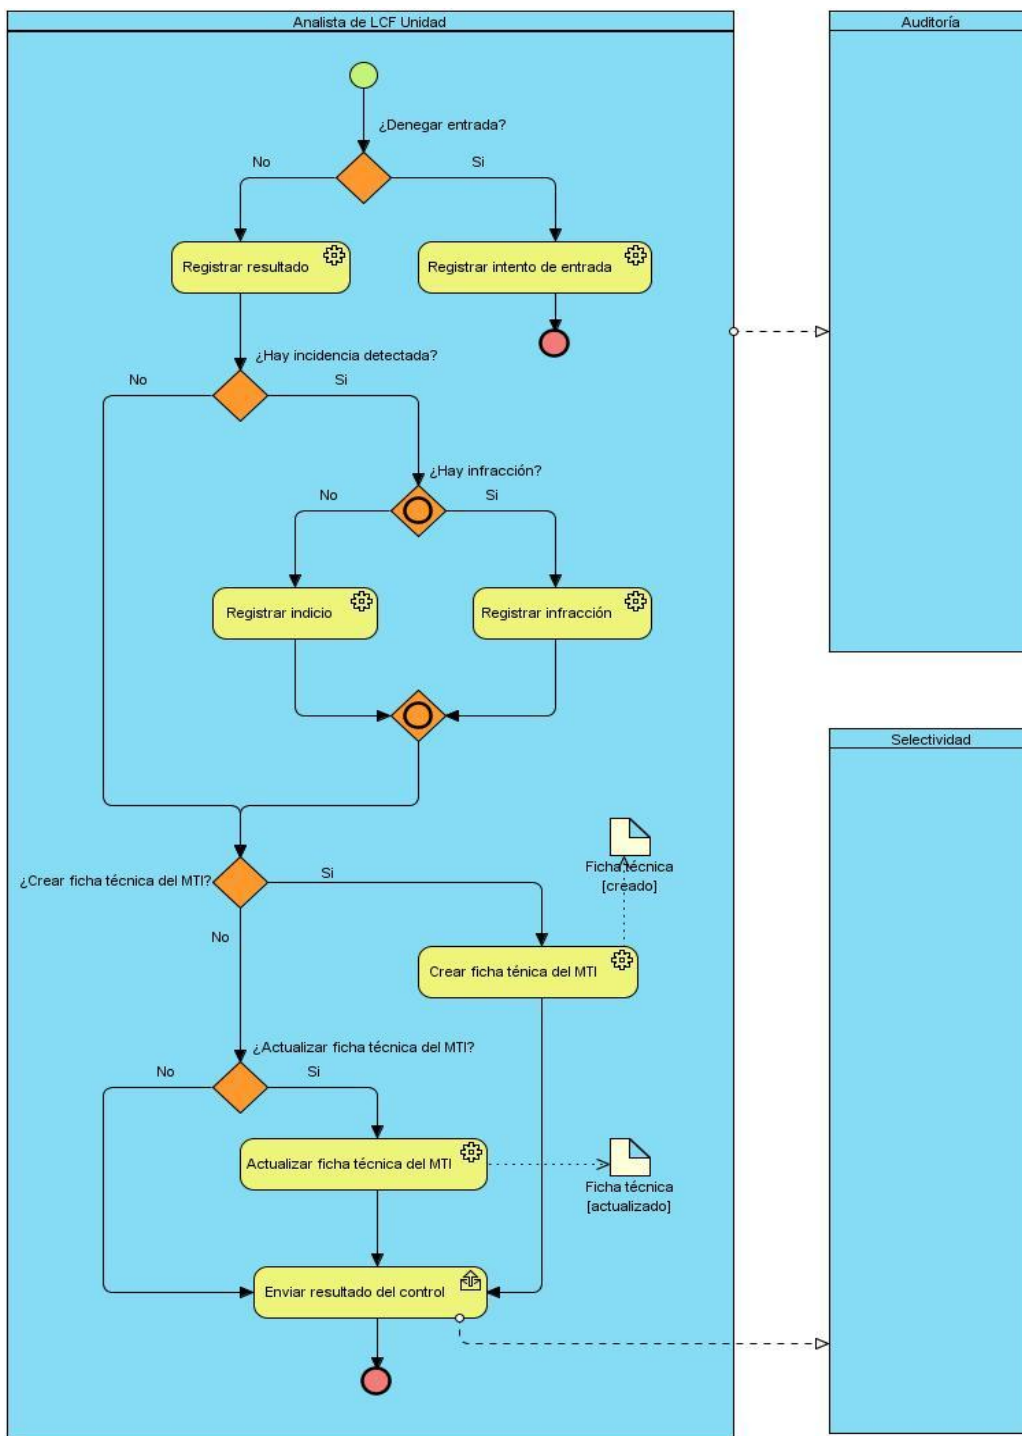 Analista de LCF Unidad
Auditoría
¿Denegar entrada?
No
Si
Registrar resultado
Registrar intento de entrada
¿Hay incidencia detectada?
No
Si
¿Hay infracción?
No
Si
Registrar indicio
Registrar infracción
Selectividad
Ficha técnica
[creado]
¿Crear ficha técnica del MTI?
Si
No
Crear ficha ténica del MTI
¿Actualizar ficha técnica del MTI?
No
Si
Actualizar ficha técnica del MTI
Ficha técnica
[actualizado]
Enviar resultado del control